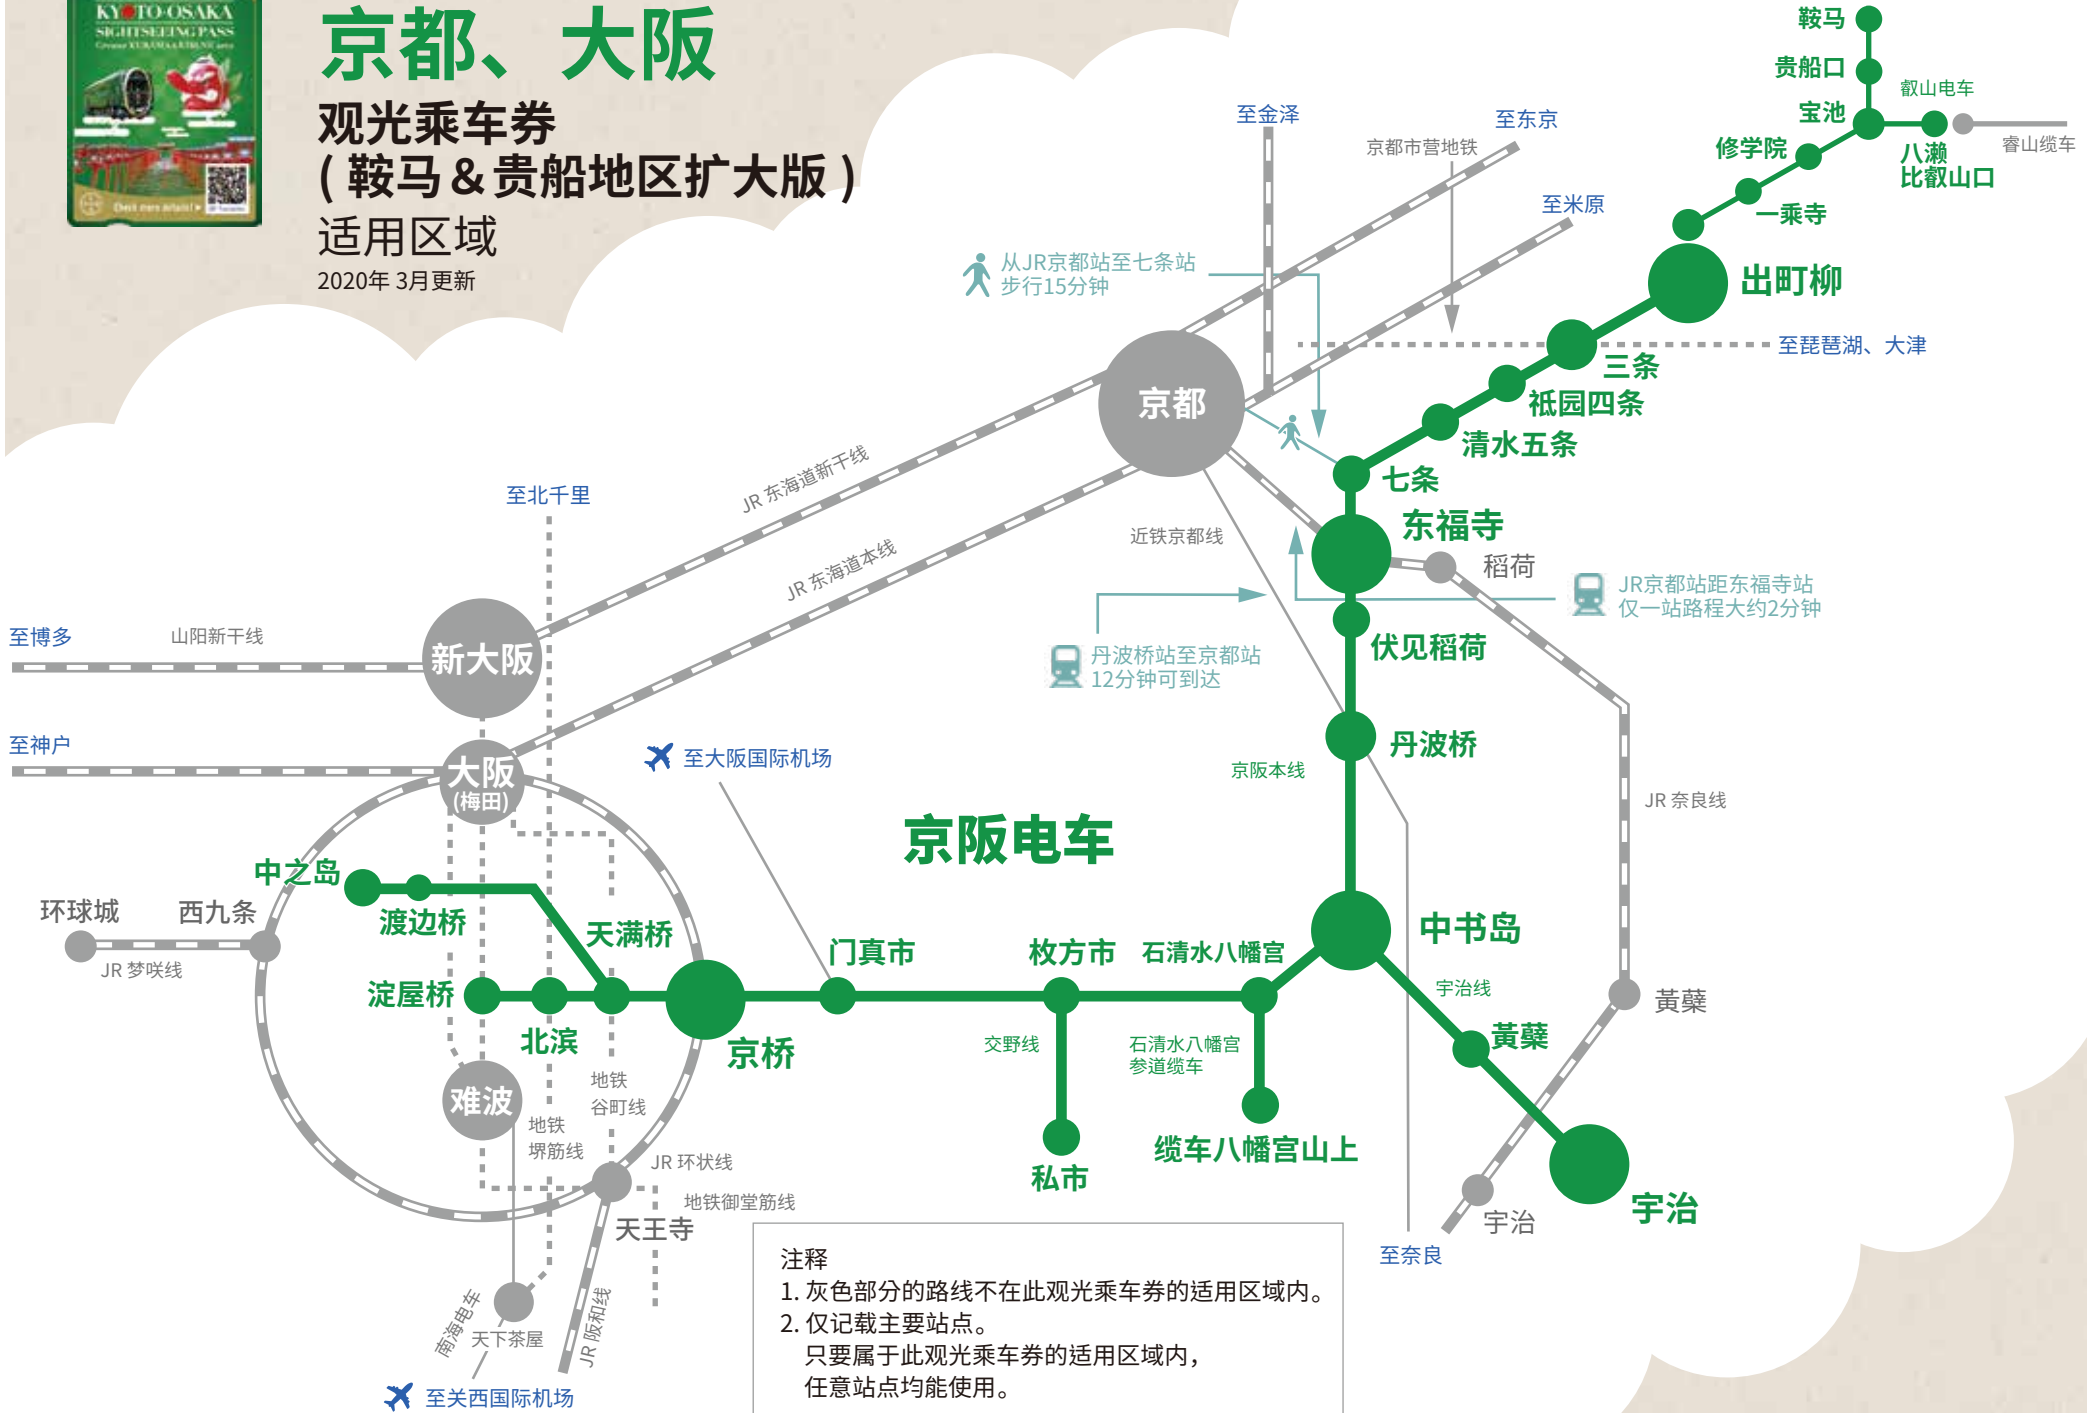 KYOTO-OSAKA
SIGHTSEEING PASS
Check more details!
京都、大阪
观光乘车券
( 鞍马＆贵船地区扩大版 )
适用区域
2020年 3月更新
鞍马
贵船口
宝池
叡山电车
睿山缆车
八濑
比叡山口
修学院
一乘寺
出町柳
至金泽
至东京
京都市营地铁
至米原
从JR京都站至七条站
步行15分钟
至琵琶湖、大津
三条
祇园四条
清水五条
七条
京都
JR 东海道新干线
JR 东海道本线
近铁京都线
东福寺
稻荷
JR京都站距东福寺站
仅一站路程大约2分钟
伏见稻荷
丹波桥站至京都站
12分钟可到达
丹波桥
京阪本线
JR 奈良线
至北千里
至博多
山阳新干线
新大阪
至神户
大阪
(梅田)
至大阪国际机场
京阪电车
中之岛
渡边桥
天满桥
环球城
西九条
JR 梦咲线
淀屋桥
北滨
京桥
门真市
枚方市
石清水八幡宫
中书岛
宇治线
黃蘗
黃蘗
交野线
石清水八幡宫
参道缆车
私市
缆车八幡宫山上
宇治
宇治
至奈良
难波
地铁
谷町线
地铁
堺筋线
JR 环状线
地铁御堂筋线
天王寺
南海电车
天下茶屋
JR 阪和线
至关西国际机场
注释
1. 灰色部分的路线不在此观光乘车券的适用区域内。
2. 仅记载主要站点。
只要属于此观光乘车券的适用区域内，
任意站点均能使用。